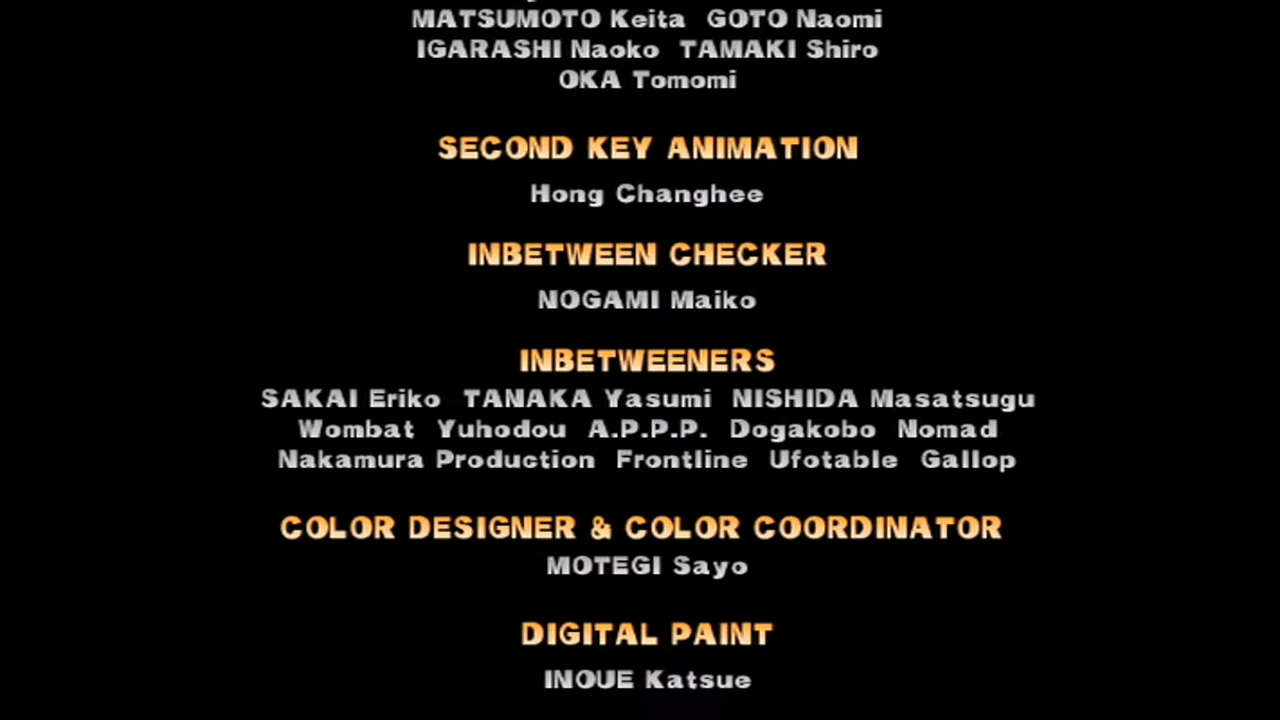 MATSUMOTO Keita GOTO Naomi
IGARASHI Naoko TAMAKI Shiro
OKA Tomomi
SECOND KEY ANIMATION
Hong Changhee
INBETWEEN CHECKER
NOGAMI Maiko
INBETWEENERS
SAKAI Eriko TANAKA Yasumi NISHIDA Masatsugu
Wombat Yuhodou A.P.P.P. Dogakobo Nomad
Nakamura Production Frontline Ufotable Gallop
COLOR DESIGNER & COLOR COORDINATOR
MOTEGI Sayo
DIGITAL PAINT
INOUE Katsue